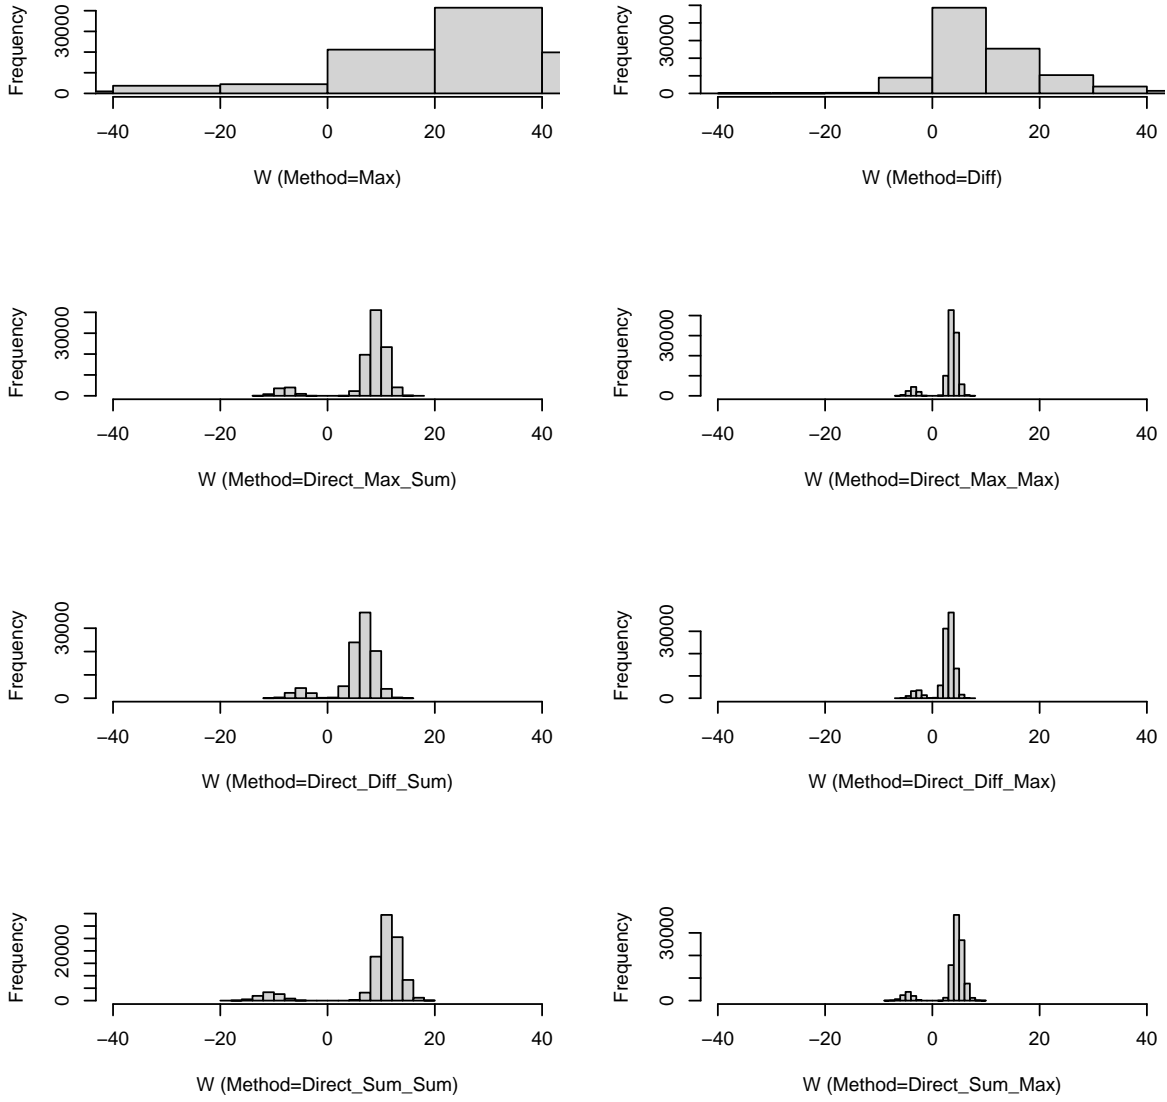 Frequency
0 30000
−40 −20 0 20 40
W (Method=Max)
Frequency
0 30000
−40 −20 0 20 40
W (Method=Diff)
Frequency
0 30000
−40 −20 0 20 40
W (Method=Direct_Max_Sum)
Frequency
0 30000
−40 −20 0 20 40
W (Method=Direct_Max_Max)
Frequency
0 30000
−40 −20 0 20 40
W (Method=Direct_Diff_Sum)
Frequency
0 30000
−40 −20 0 20 40
W (Method=Direct_Diff_Max)
Frequency
0 20000
−40 −20 0 20 40
W (Method=Direct_Sum_Sum)
Frequency
0 30000
−40 −20 0 20 40
W (Method=Direct_Sum_Max)